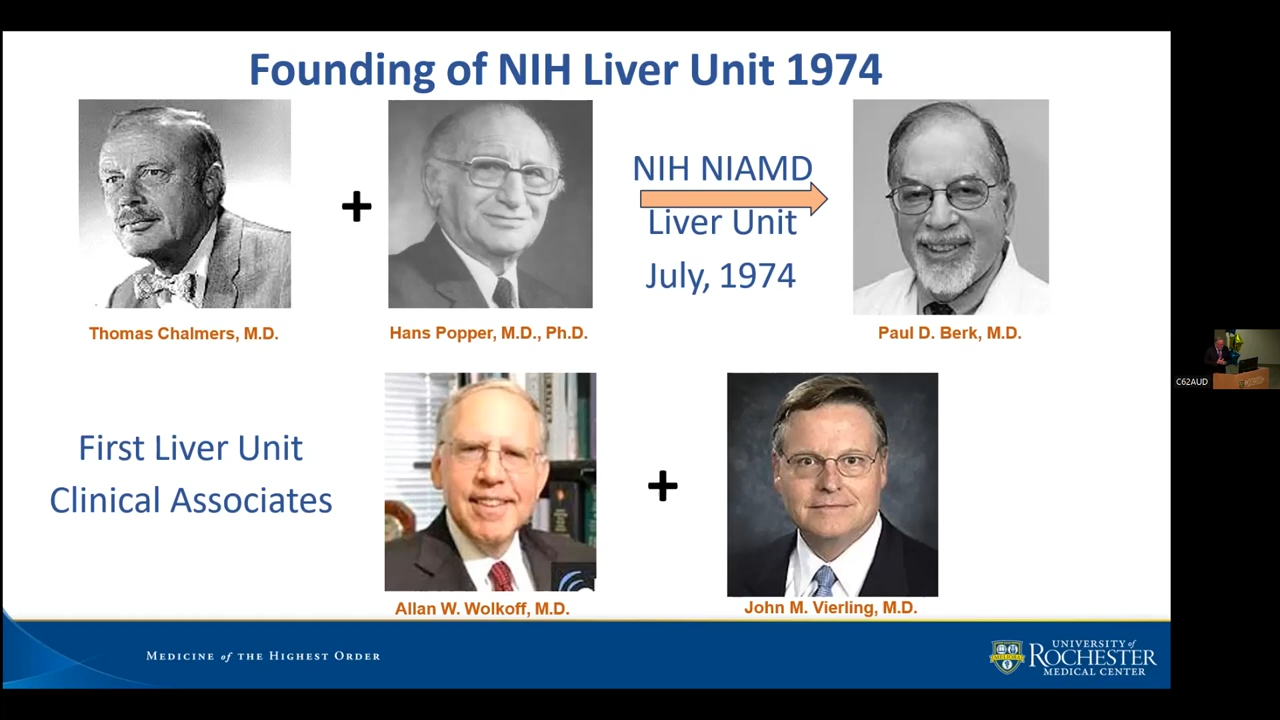 Founding of NIH Liver Unit 1974
+
NIH NIAMD
Liver Unit
July, 1974
Thomas Chalmers, M.D.
Hans Popper, M.D., Ph.D.
Paul D. Berk, M.D.
First Liver Unit
Clinical Associates
+
Allan W. Wolkoff, M.D.
John M. Vierling, M.D.
MEDICINE of the HIGHEST ORDER
UNIVERSITY of
ROCHESTER
MEDICAL CENTER
C62AUD